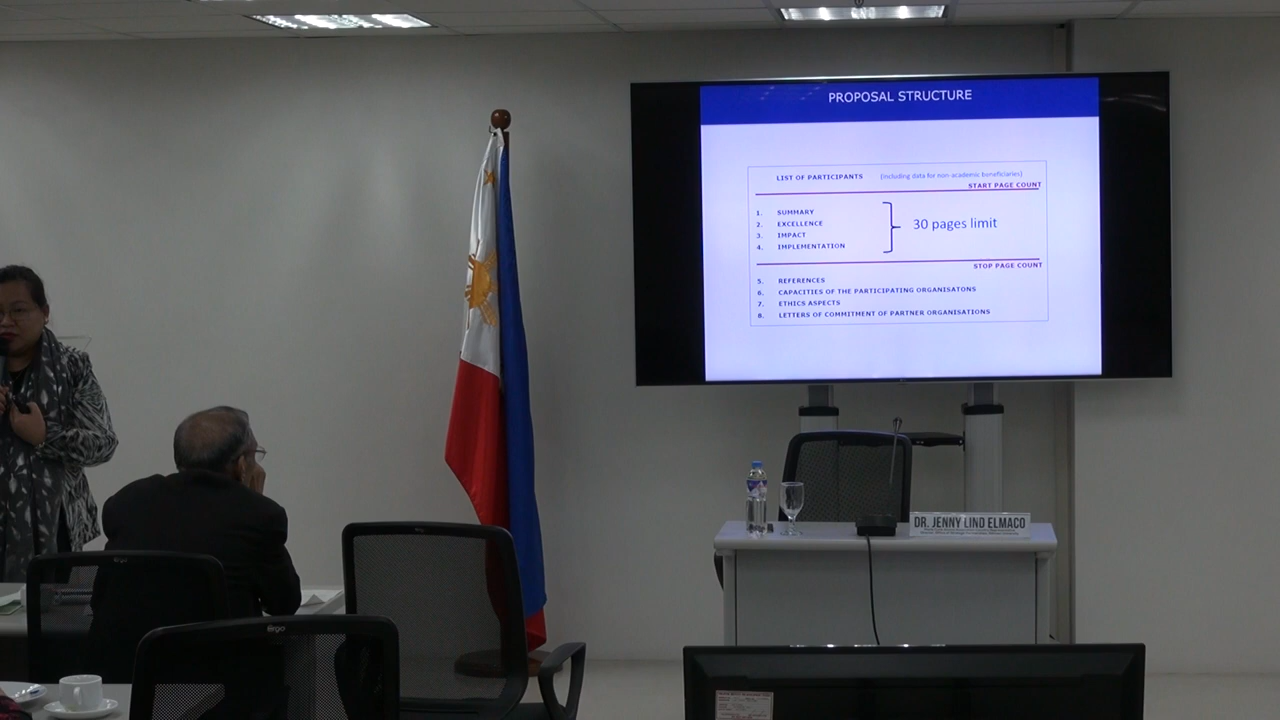 PROPOSAL STRUCTURE
LIST OF PARTICIPANTS (Including data for non-academic beneficiaries)
START PAGE COUNT
1. SUMMARY
2. EXCELLENCE
3. IMPACT
4. IMPLEMENTATION
30 pages limit
STOP PAGE COUNT
5. REFERENCES
6. CAPACITIES OF THE PARTICIPATING ORGANISATONS
7. ETHICS ASPECTS
8. LETTERS OF COMMITMENT OF PARTNER ORGANISATIONS
DR. JENNY LIND ELMACO